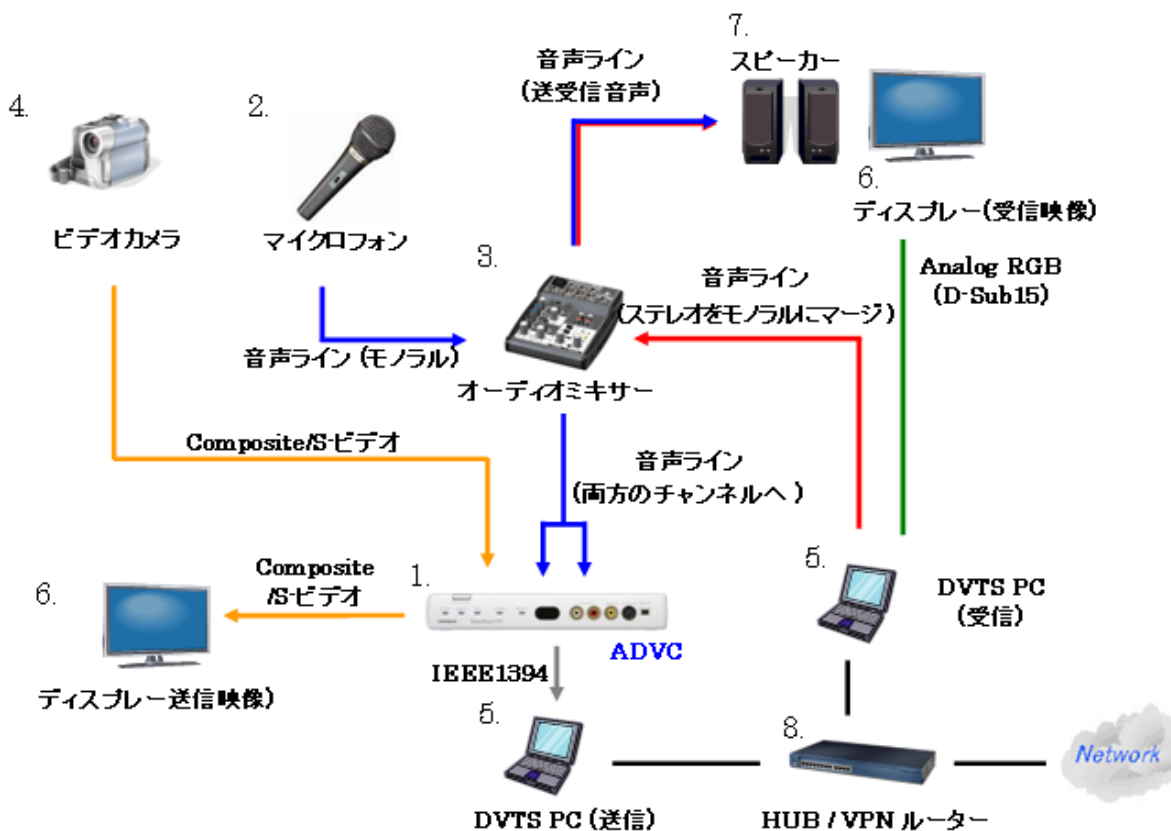 7.
スピーカー
音声ライン
(送受信音声)
4.
2.
6.
ディスプレー(受信映像)
ビデオカメラ
マイクロフォン
3.
音声ライン
(ステレオをモノラルにマージ)
Analog RGB
(D-Sub15)
音声ライン (モノラル)
オーディオミキサー
Composite/S-ビデオ
音声ライン
(両方のチャンネルへ )
5.
DVTS PC
(受信)
6.
Composite
/S-ビデオ
1.
ADVC
IEEE1394
ディスプレー送信映像)
5.
8.
Network
DVTS PC (送信)
HUB / VPN ルーター